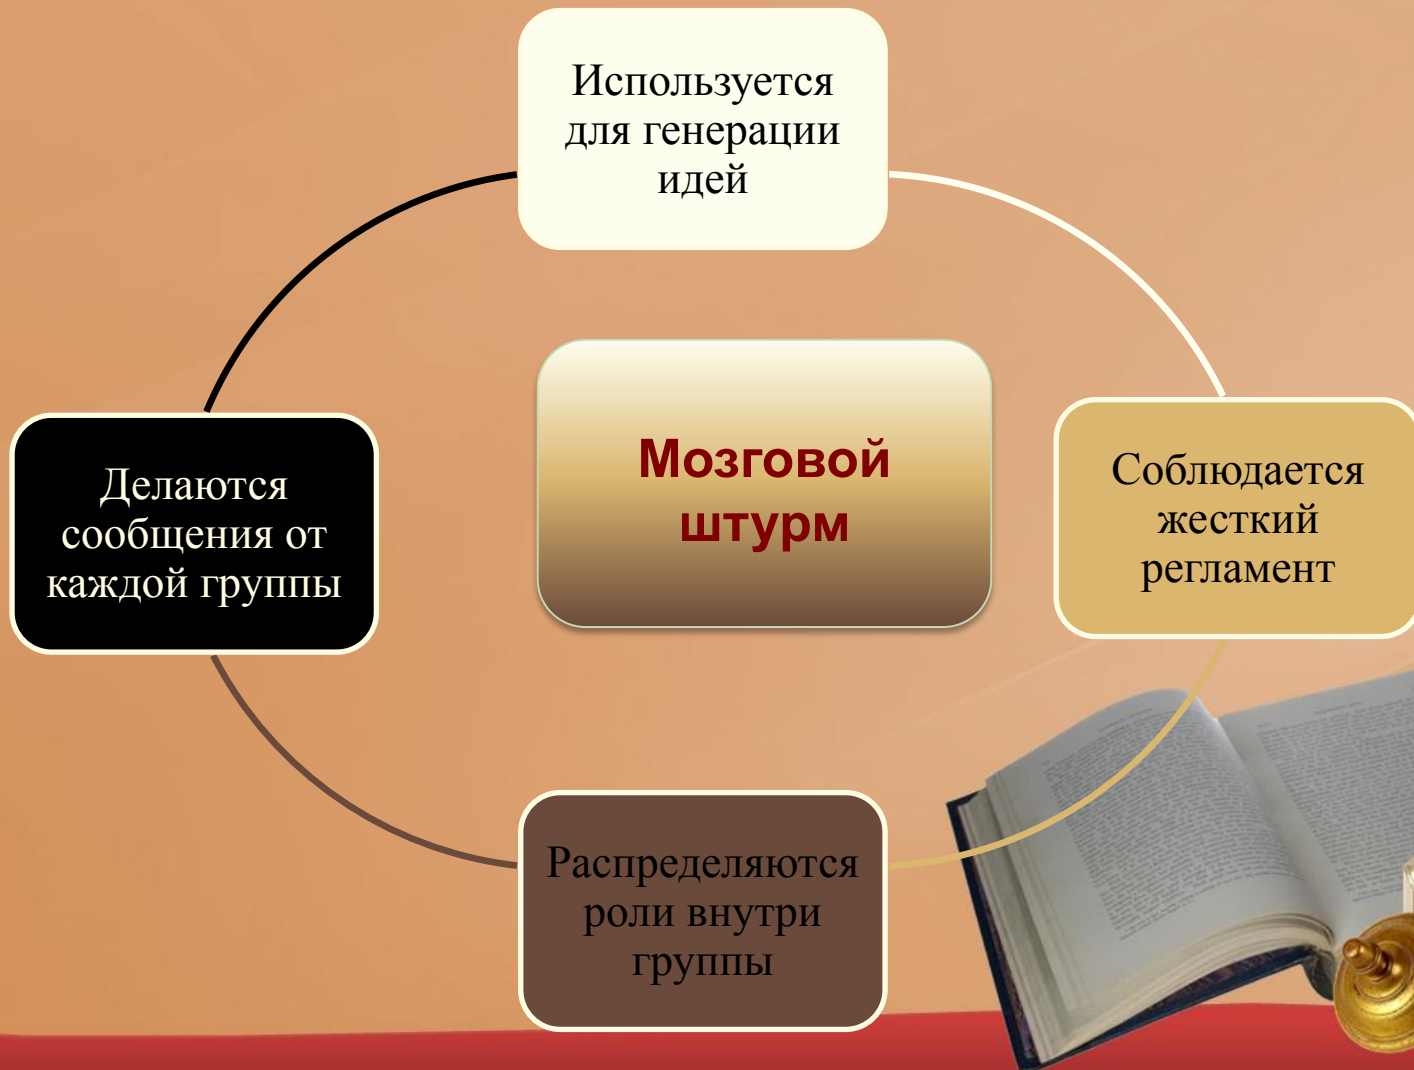 Используется
для генерации
идей
Мозговой
штурм
Соблюдается
жесткий
регламент
Распределяются
роли внутри
группы
Делаются
сообщения от
каждой группы